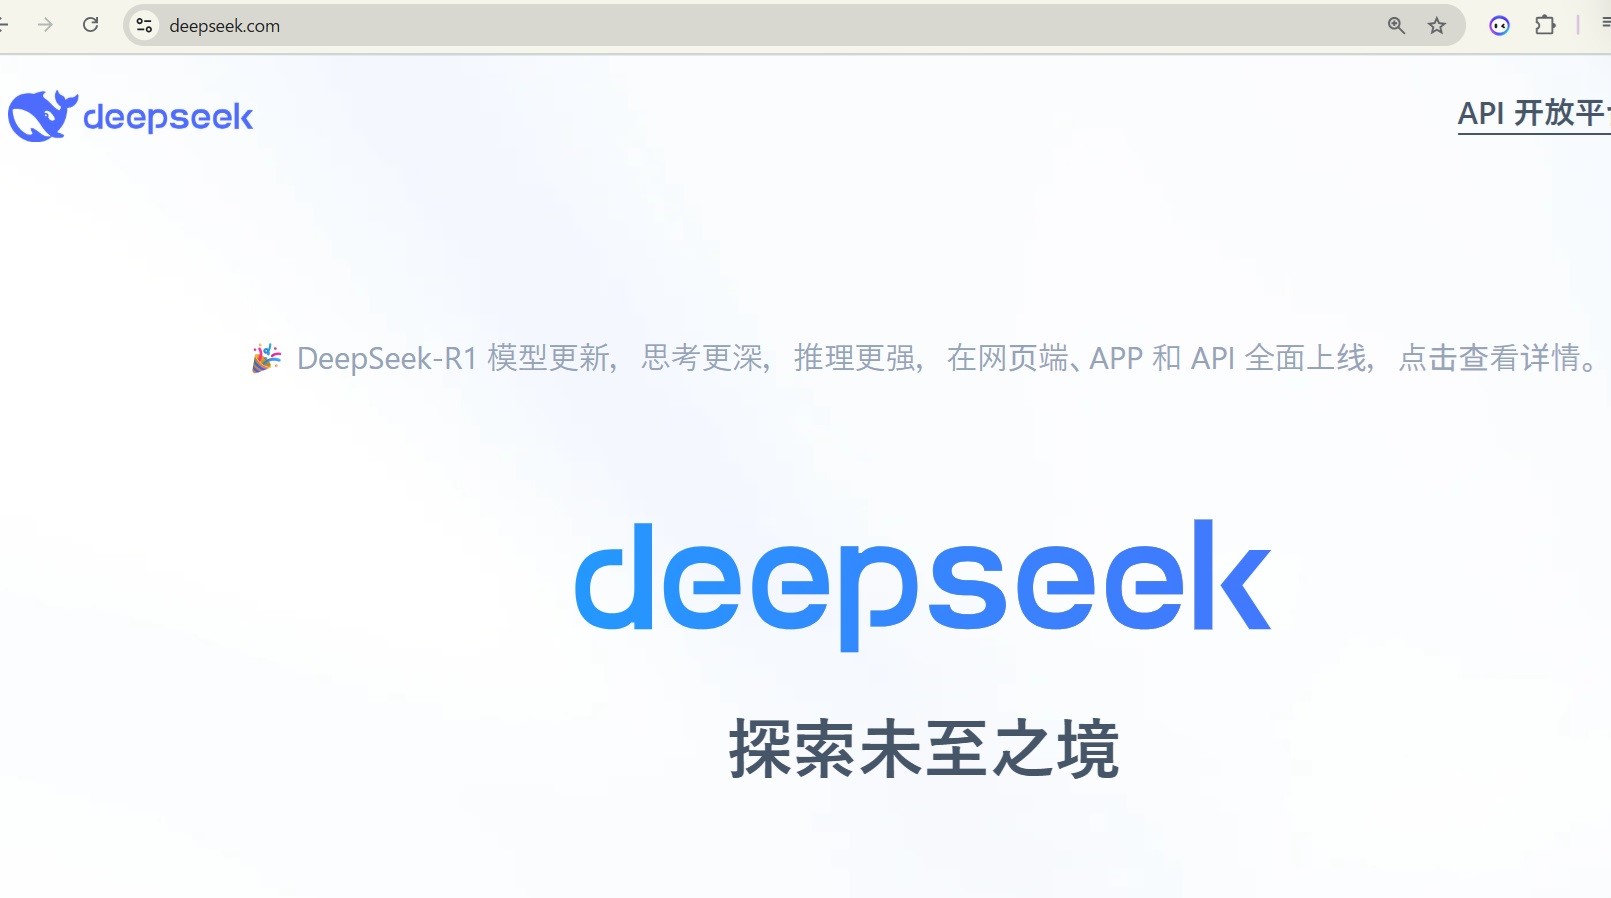 deepseek.com
deepseek
API 开放平
DeepSeek-R1 模型更新，思考更深，推理更强，在网页端、APP 和 API 全面上线，点击查看详情。
deepseek
探索未至之境